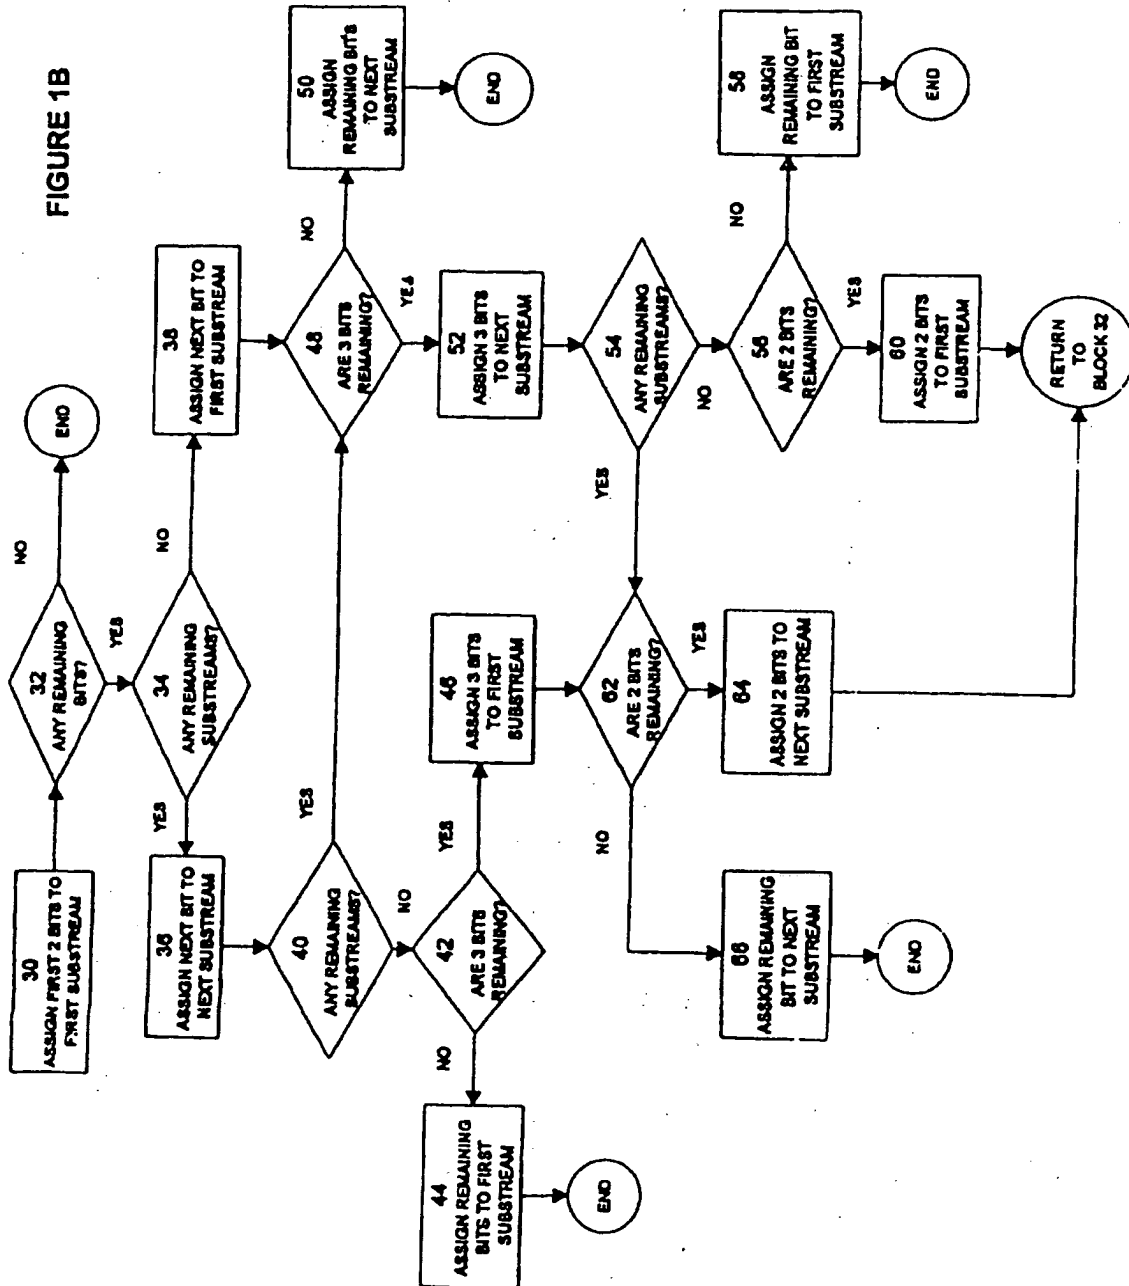 FIGURE 1B
30
ASSIGN FIRST 2 BITS TO
FIRST SUBSTREAM
32
ANY REMAINING
BITS?
NO
END
YES
34
ANY REMAINING
SUBSTREAMS?
YES
NO
36
ASSIGN NEXT BIT TO
NEXT SUBSTREAM
38
ASSIGN NEXT BIT TO
FIRST SUBSTREAM
40
ANY REMAINING
SUBSTREAMS?
YES
NO
48
ARE 3 BITS
REMAINING?
NO
YES
50
ASSIGN
REMAINING BITS
TO NEXT
SUBSTREAM
END
42
ARE 3 BITS
REMAINING?
NO
YES
44
ASSIGN REMAINING
BITS TO FIRST
SUBSTREAM
END
46
ASSIGN 3 BITS
TO FIRST
SUBSTREAM
52
ASSIGN 3 BITS
TO NEXT
SUBSTREAM
54
ANY REMAINING
SUBSTREAMS?
YES
NO
62
ARE 2 BITS
REMAINING?
NO
YES
56
ARE 2 BITS
REMAINING?
NO
YES
58
ASSIGN
REMAINING BIT
TO FIRST
SUBSTREAM
END
66
ASSIGN REMAINING
BIT TO NEXT
SUBSTREAM
END
64
ASSIGN 2 BITS TO
NEXT SUBSTREAM
60
ASSIGN 2 BITS
TO FIRST
SUBSTREAM
RETURN
TO
BLOCK 32